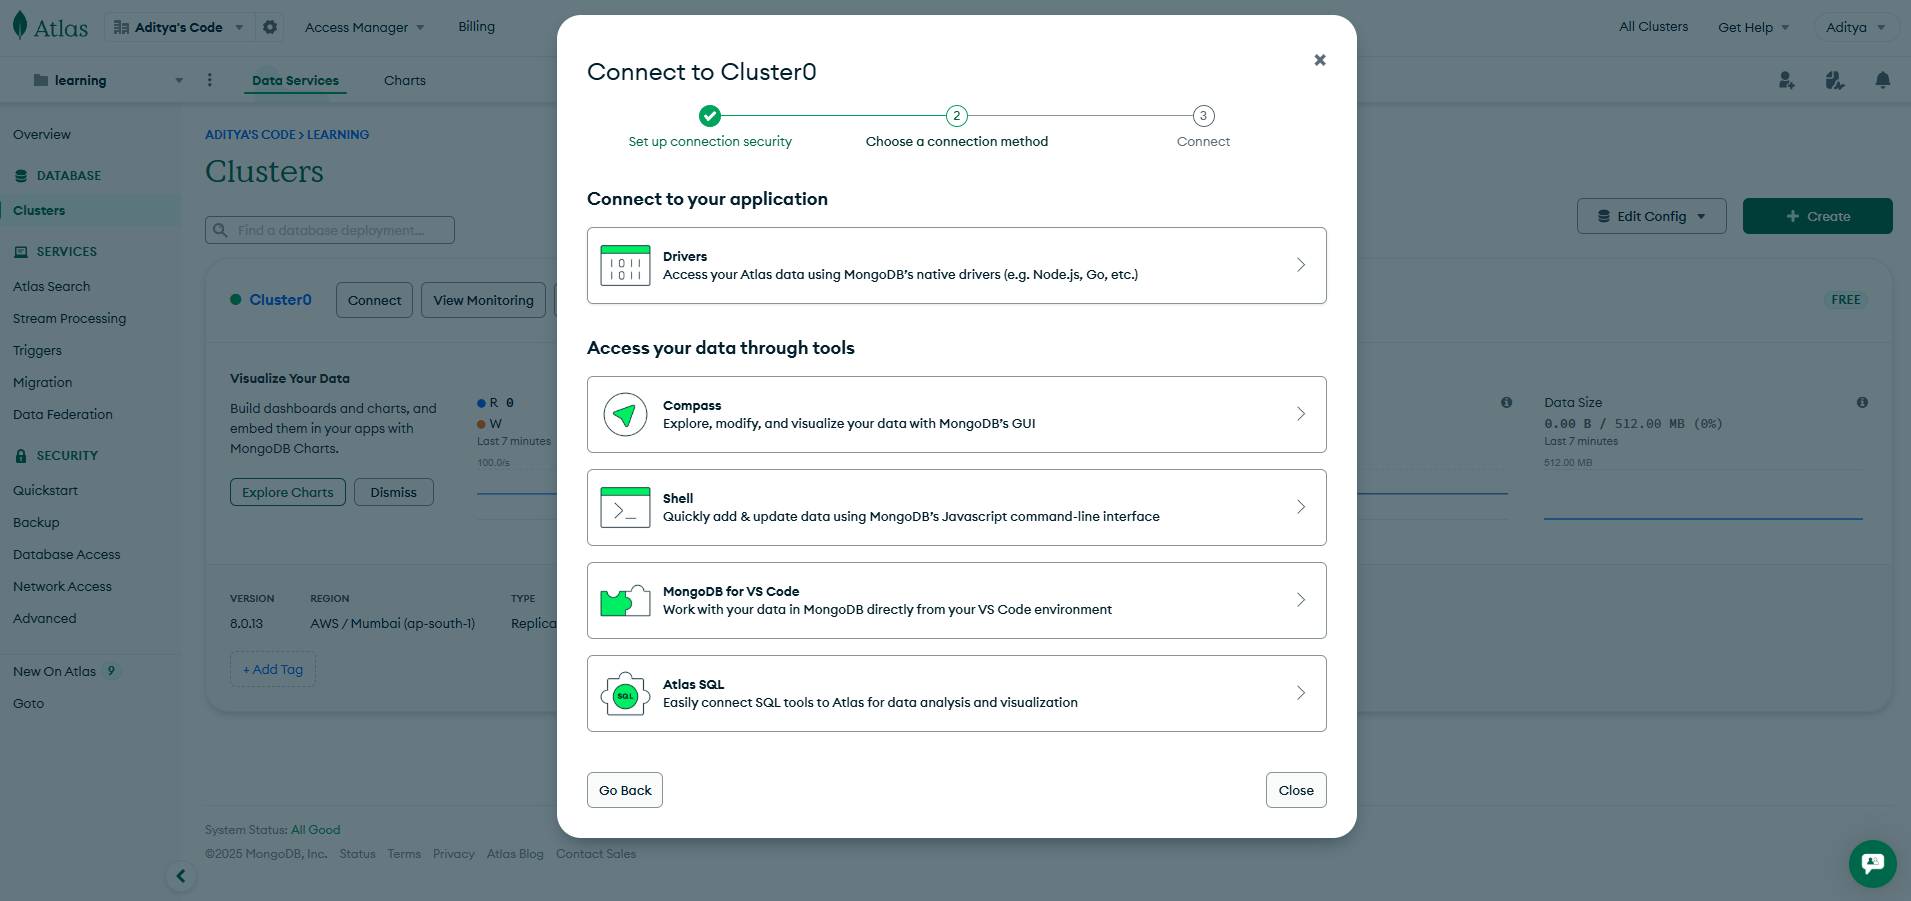 Atlas
Aditya's Code
Access Manager
Billing
All Clusters
Get Help
Aditya
learning
Data Services
Charts
Overview
DATABASE
Clusters
SERVICES
Atlas Search
Stream Processing
Triggers
Migration
Data Federation
SECURITY
Quickstart
Backup
Database Access
Network Access
Advanced
New On Atlas 9
Goto
ADITYA'S CODE > LEARNING
Clusters
Find a database deployment...
Edit Config
+ Create
Cluster0
Connect
View Monitoring
FREE
Visualize Your Data
Build dashboards and charts, and
embed them in your apps with
MongoDB Charts.
Explore Charts
Dismiss
R 0
W
Last 7 minutes
100.0/s
Data Size
0.00 B / 512.00 MB (0%)
Last 7 minutes
512.00 MB
VERSION
REGION
TYPE
8.0.13
AWS / Mumbai (ap-south-1)
Replica
+ Add Tag
System Status: All Good
©2025 MongoDB, Inc. Status Terms Privacy Atlas Blog Contact Sales
Connect to Cluster0
2
3
Set up connection security
Choose a connection method
Connect
Connect to your application
1011
1011
Drivers
Access your Atlas data using MongoDB's native drivers (e.g. Node.js, Go, etc.)
Access your data through tools
Compass
Explore, modify, and visualize your data with MongoDB's GUI
Shell
Quickly add & update data using MongoDB's Javascript command-line interface
MongoDB for VS Code
Work with your data in MongoDB directly from your VS Code environment
SQL
Atlas SQL
Easily connect SQL tools to Atlas for data analysis and visualization
Go Back
Close